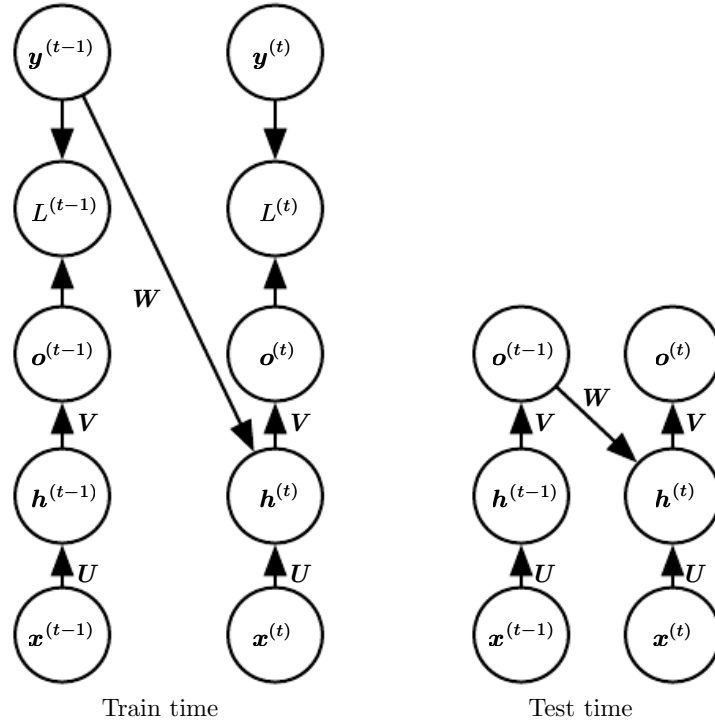 y^(t−1) y^(t)
L^(t−1) L^(t)
W
o^(t−1) o^(t) o^(t−1) o^(t)
W
V V V V
h^(t−1) h^(t) h^(t−1) h^(t)
U U U U
x^(t−1) x^(t) x^(t−1) x^(t)
Train time Test time